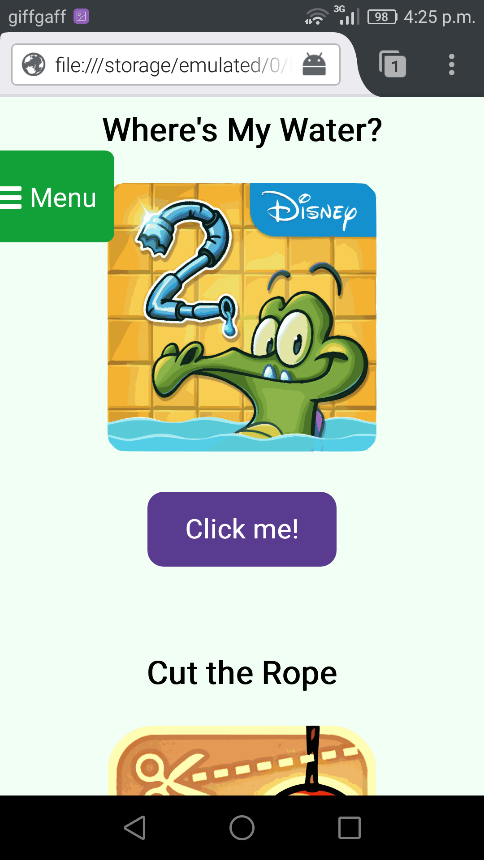 giffgaff 3G 98 4:25 p.m.
file:///storage/emulated/0/
1
Where's My Water?
Menu
Disney
2
Click me!
Cut the Rope